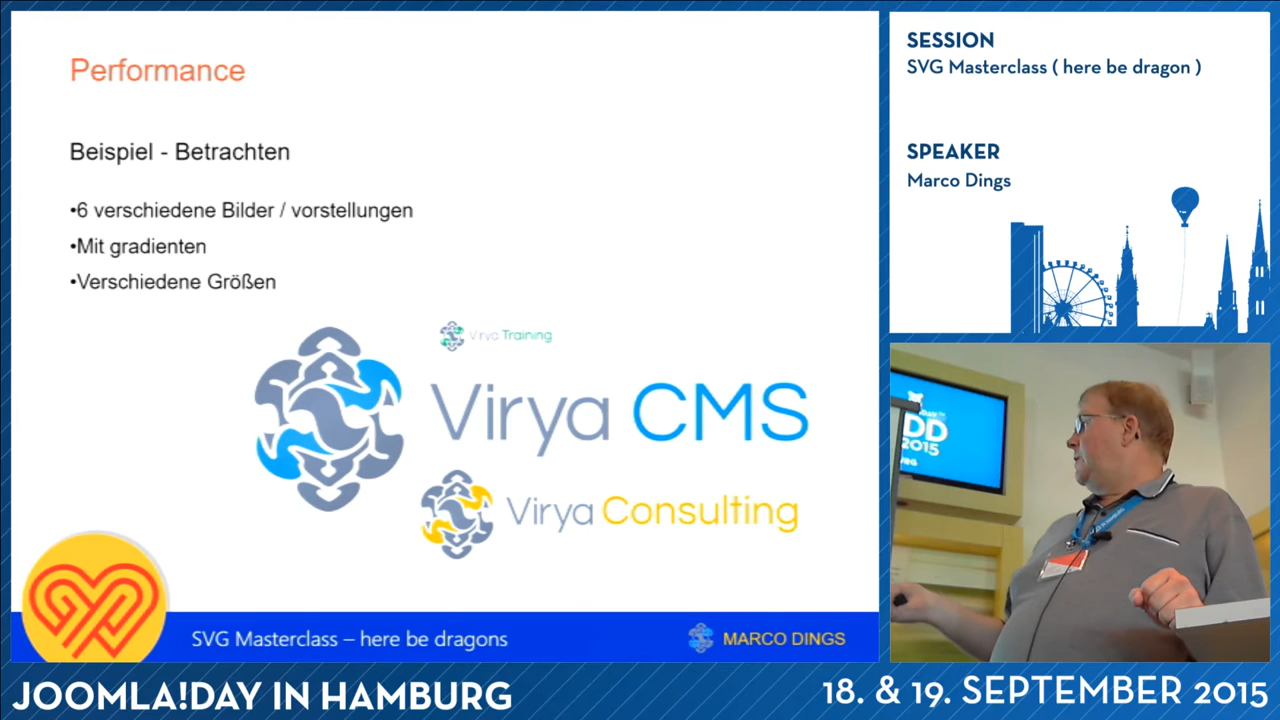 Performance
Beispiel - Betrachten
•6 verschiedene Bilder / vorstellungen
•Mit gradienten
•Verschiedene Größen
Virya Training
Virya CMS
Virya Consulting
SVG Masterclass – here be dragons
MARCO DINGS
SESSION
SVG Masterclass ( here be dragon )
SPEAKER
Marco Dings
DD
2015
JOOMLA!DAY IN HAMBURG
18. & 19. SEPTEMBER 2015